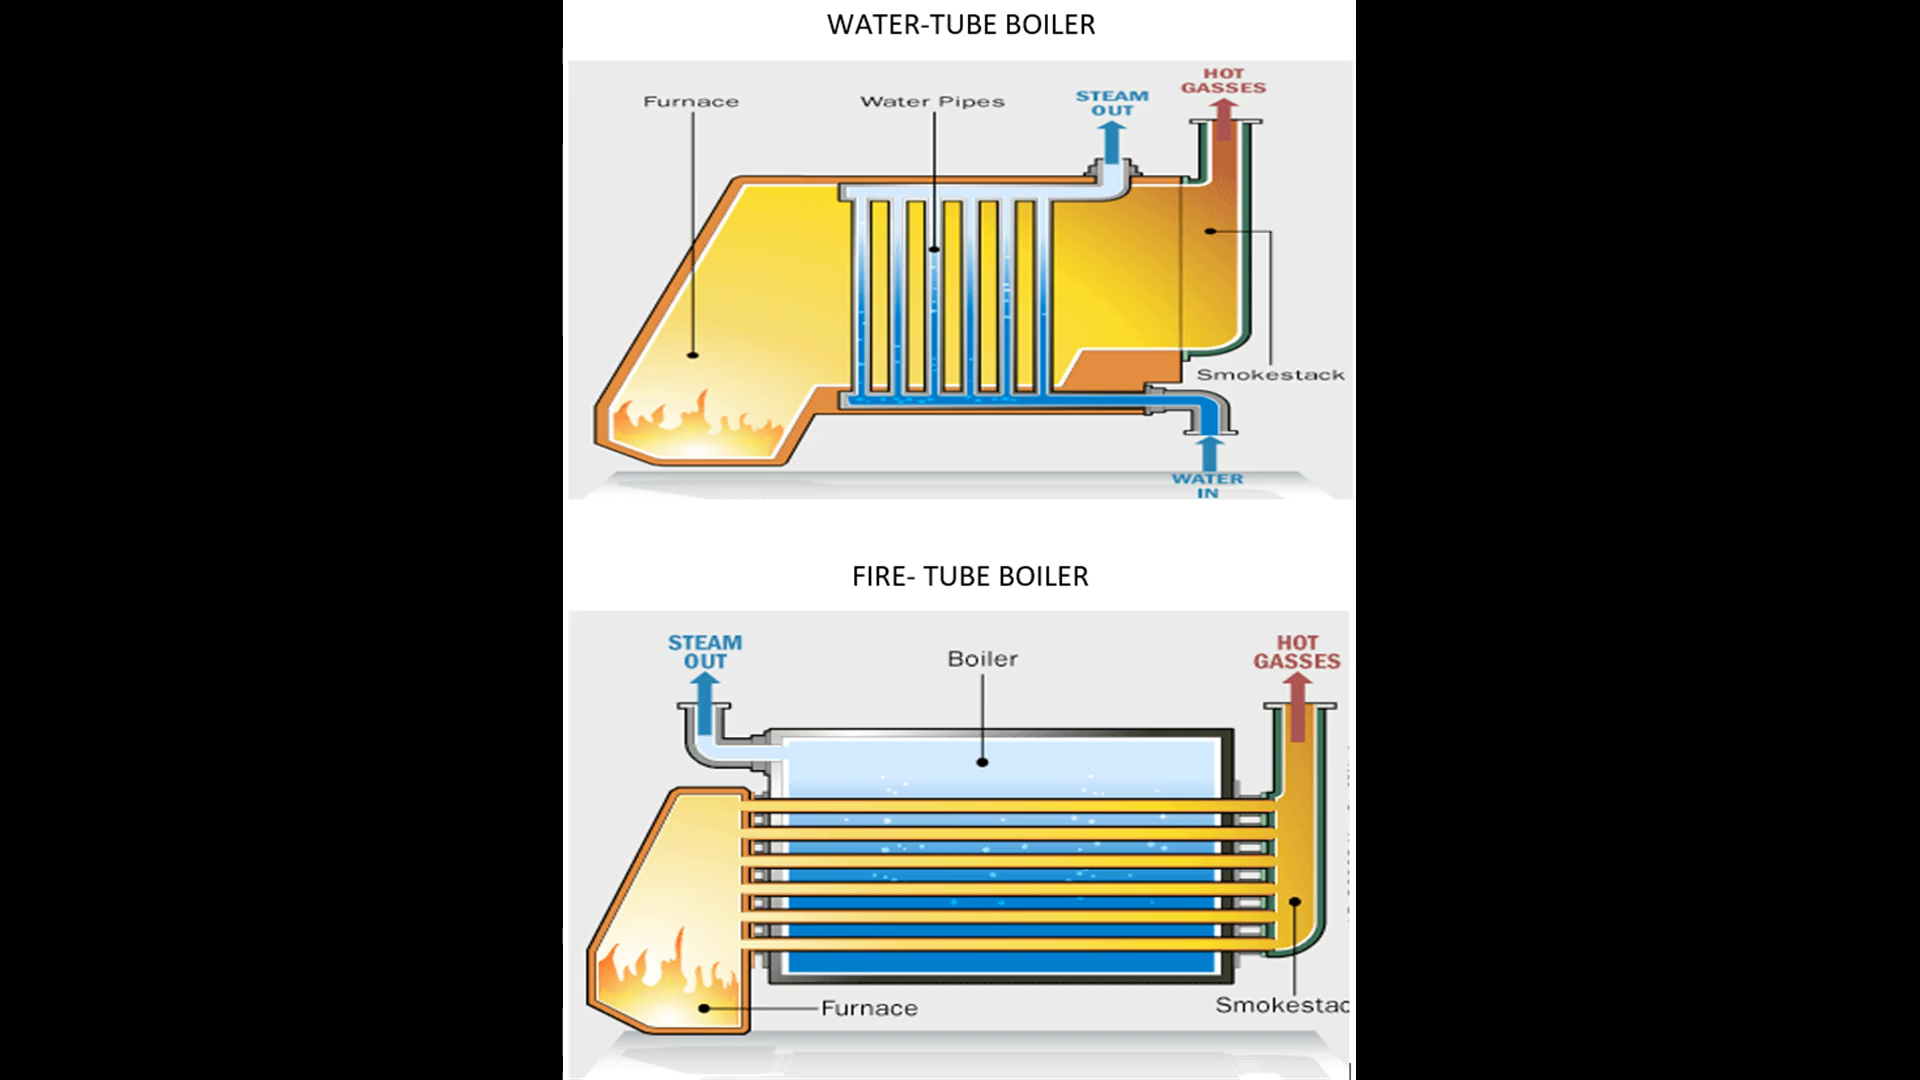 WATER-TUBE BOILER
HOT
GASSES
Furnace
Water Pipes
STEAM
OUT
Smokestack
WATER
IN
FIRE- TUBE BOILER
STEAM
OUT
Boiler
HOT
GASSES
Furnace
Smokestac